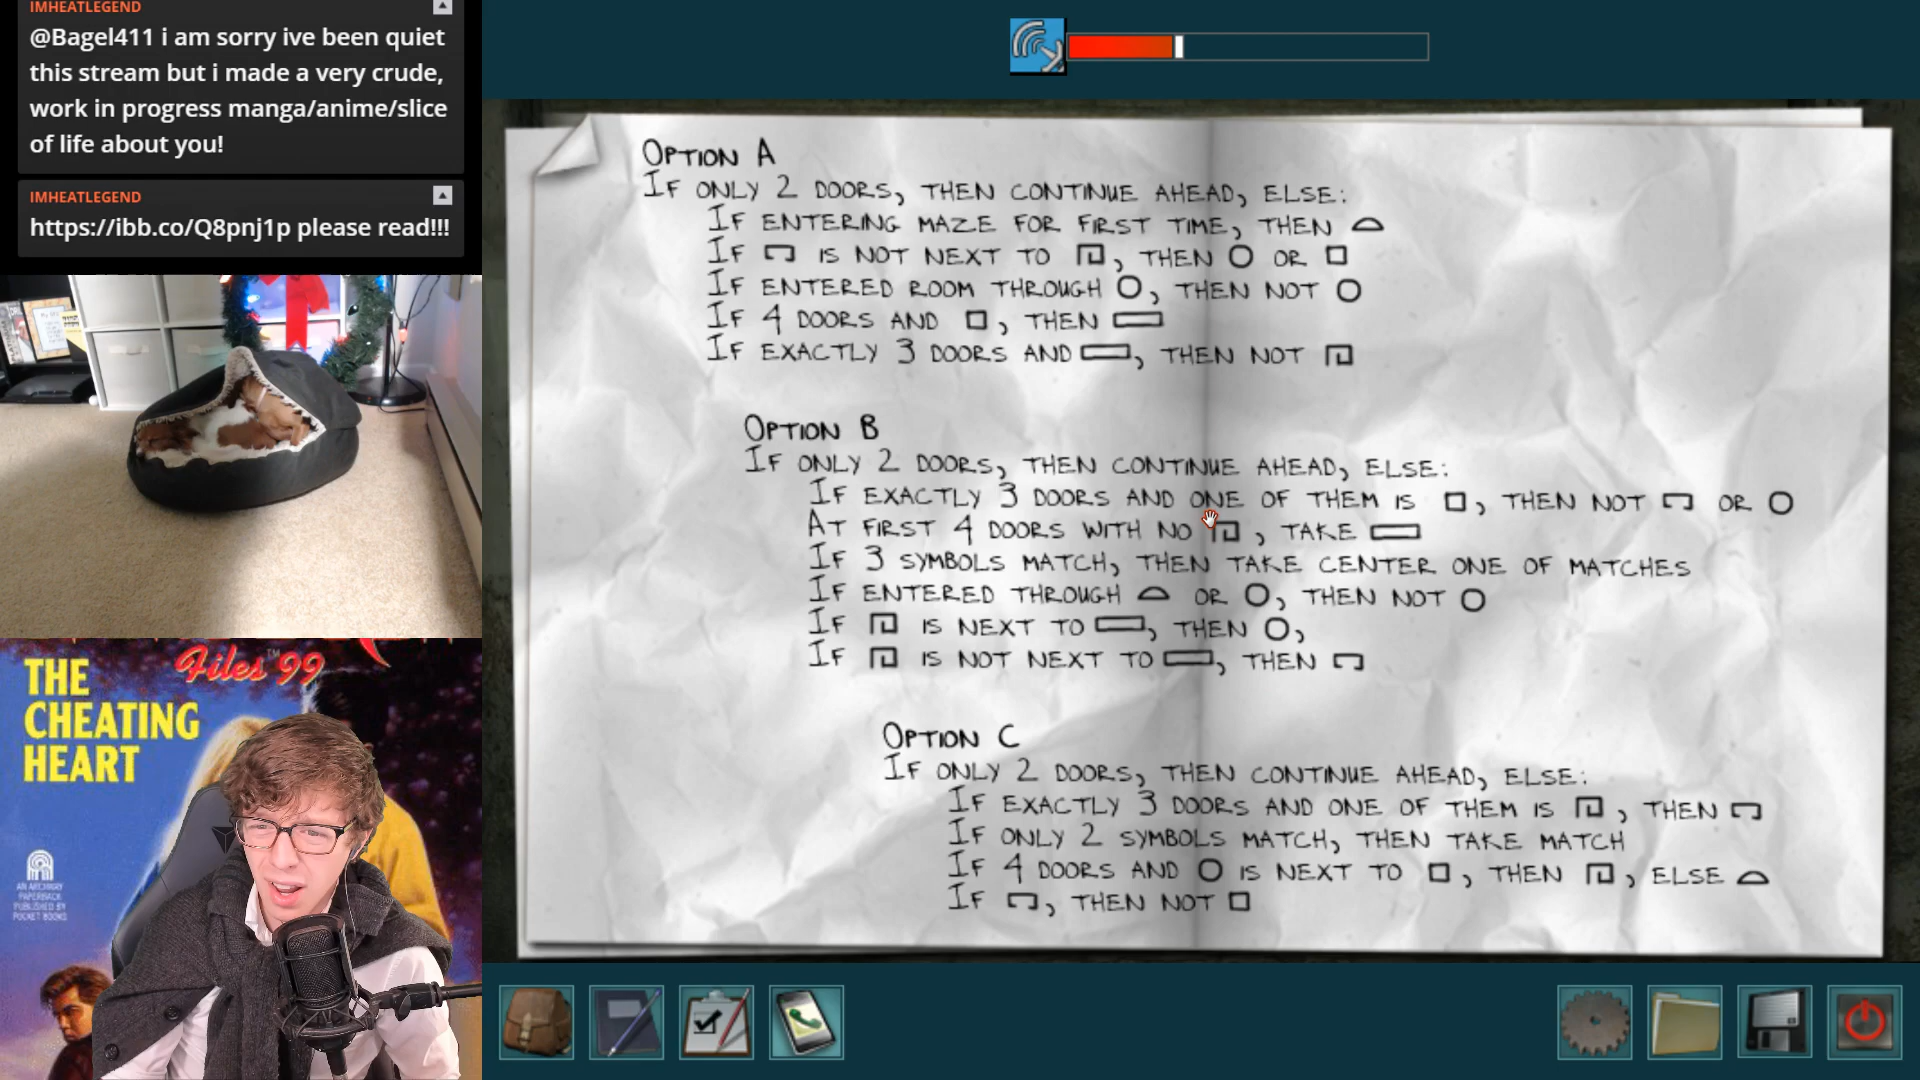 IMHEATLEGEND
@Bagel411 i am sorry ive been quiet
this stream but i made a very crude,
work in progress manga/anime/slice
of life about you!
IMHEATLEGEND
https://ibb.co/Q8pnj1p please read!!!
OPTION A
IF ONLY 2 DOORS, THEN CONTINUE AHEAD, ELSE:
IF ENTERING MAZE FOR FIRST TIME, THEN
IF IS NOT NEXT TO , THEN OR
IF ENTERED ROOM THROUGH , THEN NOT
IF 4 DOORS AND , THEN
IF EXACTLY 3 DOORS AND , THEN NOT
OPTION B
IF ONLY 2 DOORS, THEN CONTINUE AHEAD, ELSE:
IF EXACTLY 3 DOORS AND ONE OF THEM IS , THEN NOT OR
AT FIRST 4 DOORS WITH NO , TAKE
IF 3 SYMBOLS MATCH, THEN TAKE CENTER ONE OF MATCHES
IF ENTERED THROUGH OR , THEN NOT
IF IS NEXT TO , THEN ,
IF IS NOT NEXT TO , THEN
OPTION C
IF ONLY 2 DOORS, THEN CONTINUE AHEAD, ELSE:
IF EXACTLY 3 DOORS AND ONE OF THEM IS , THEN
IF ONLY 2 SYMBOLS MATCH, THEN TAKE MATCH
IF 4 DOORS AND IS NEXT TO , THEN , ELSE
IF , THEN NOT
Files 99
THE
CHEATING
HEART
AN ARCHWAY
PAPERBACK
PUBLISHED BY
POCKET BOOKS